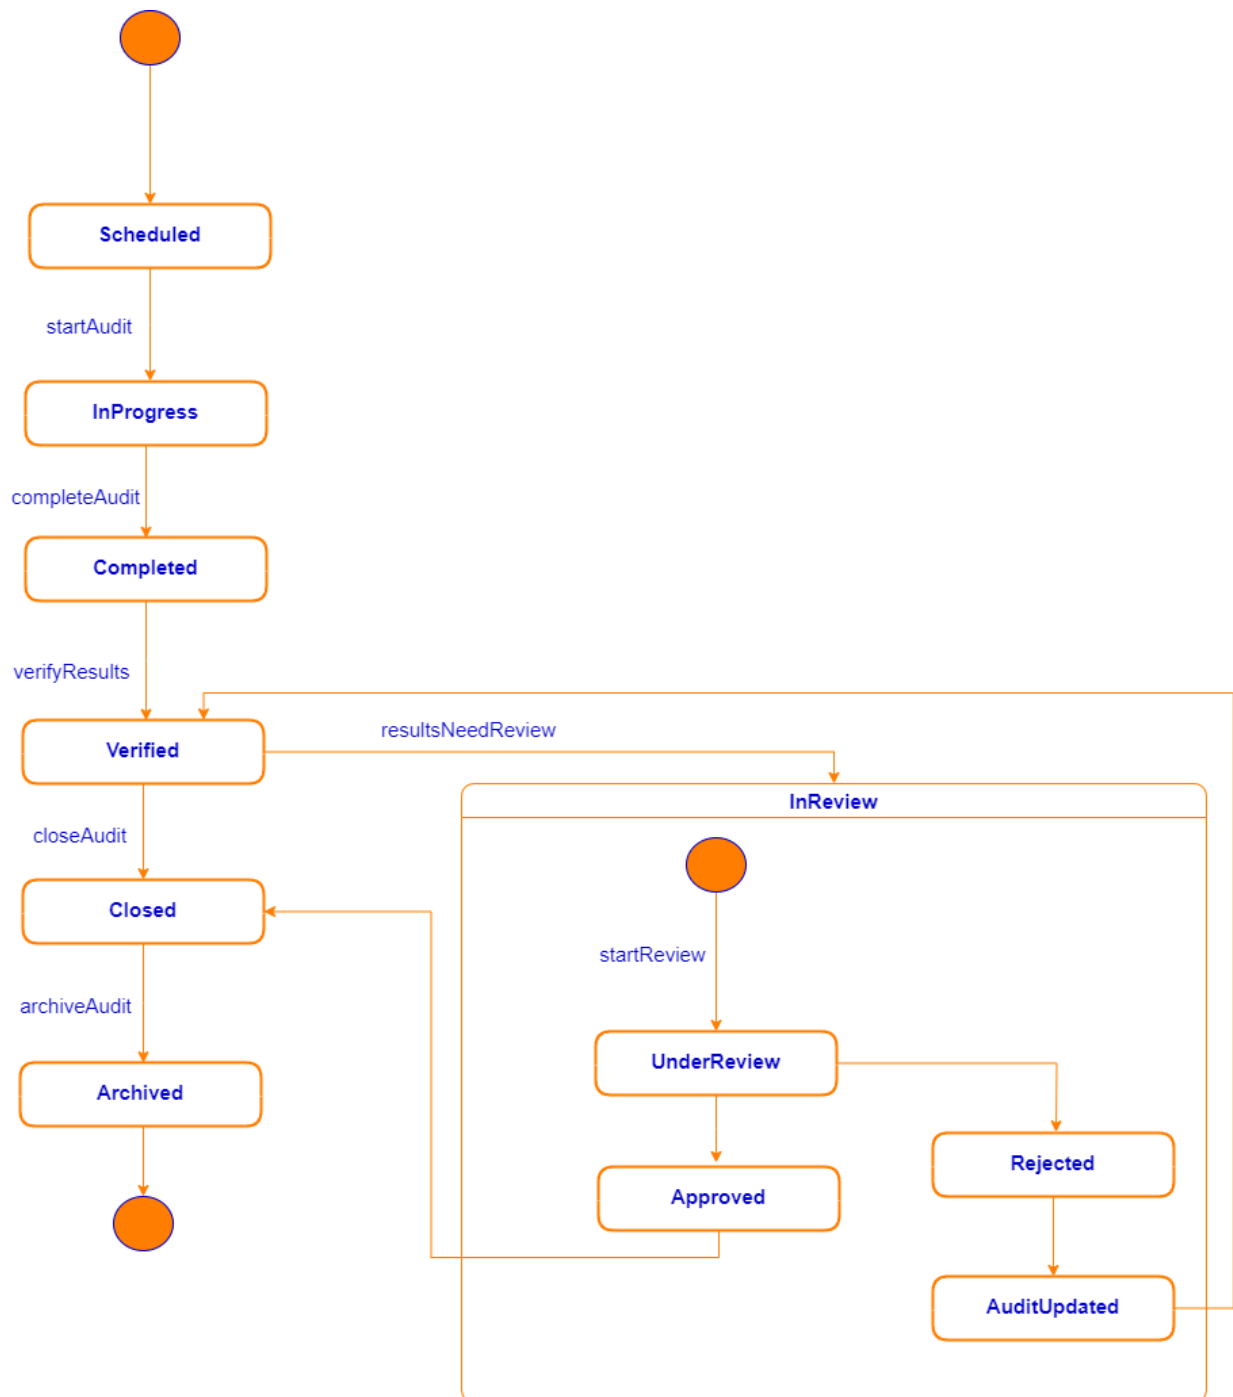 Scheduled
startAudit
InProgress
completeAudit
Completed
verifyResults
Verified
resultsNeedReview
InReview
closeAudit
Closed
startReview
archiveAudit
UnderReview
Archived
Rejected
Approved
AuditUpdated